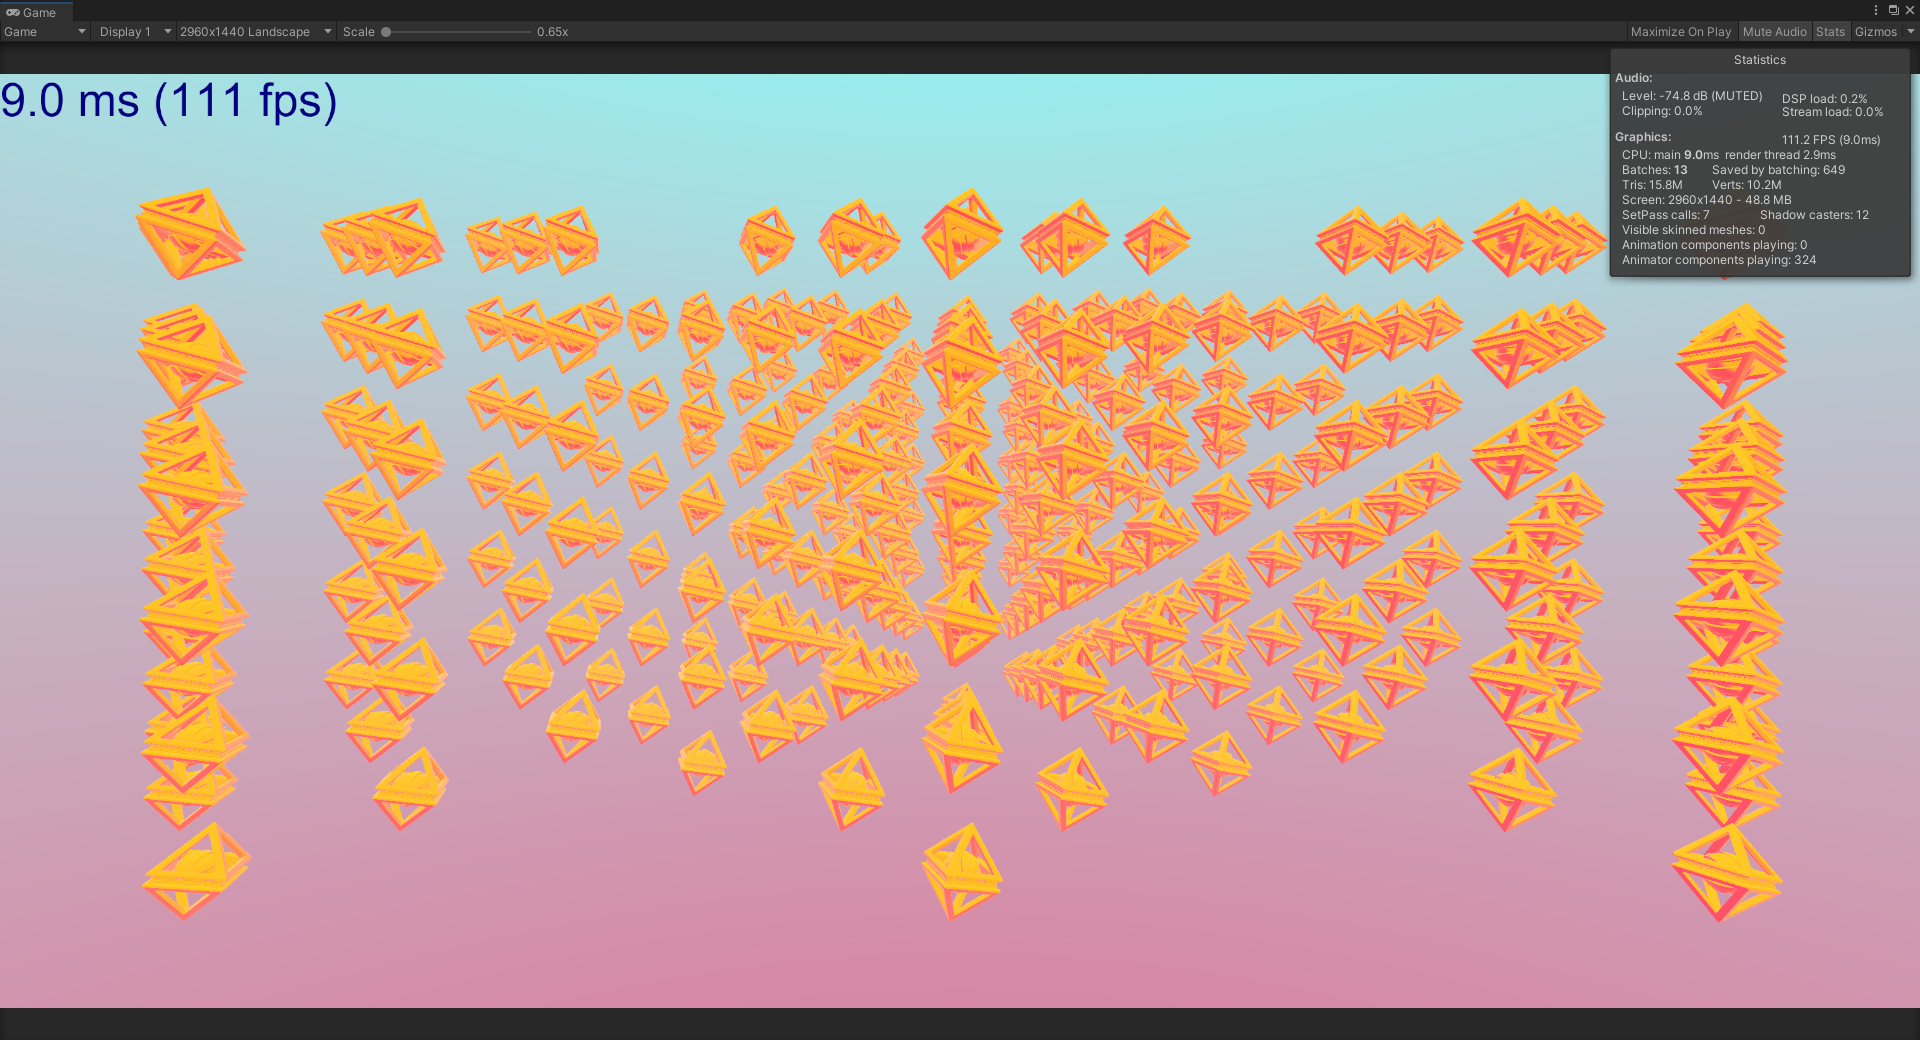 Game
Game Display 1 2960x1440 Landscape Scale 0.65x Maximize On Play Mute Audio Stats Gizmos
9.0 ms (111 fps)
Statistics
Audio:
Level: -74.8 dB (MUTED) DSP load: 0.2%
Clipping: 0.0% Stream load: 0.0%
Graphics: 111.2 FPS (9.0ms)
CPU: main 9.0ms render thread 2.9ms
Batches: 13 Saved by batching: 649
Tris: 15.8M Verts: 10.2M
Screen: 2960x1440 - 48.8 MB
SetPass calls: 7 Shadow casters: 12
Visible skinned meshes: 0
Animation components playing: 0
Animator components playing: 324